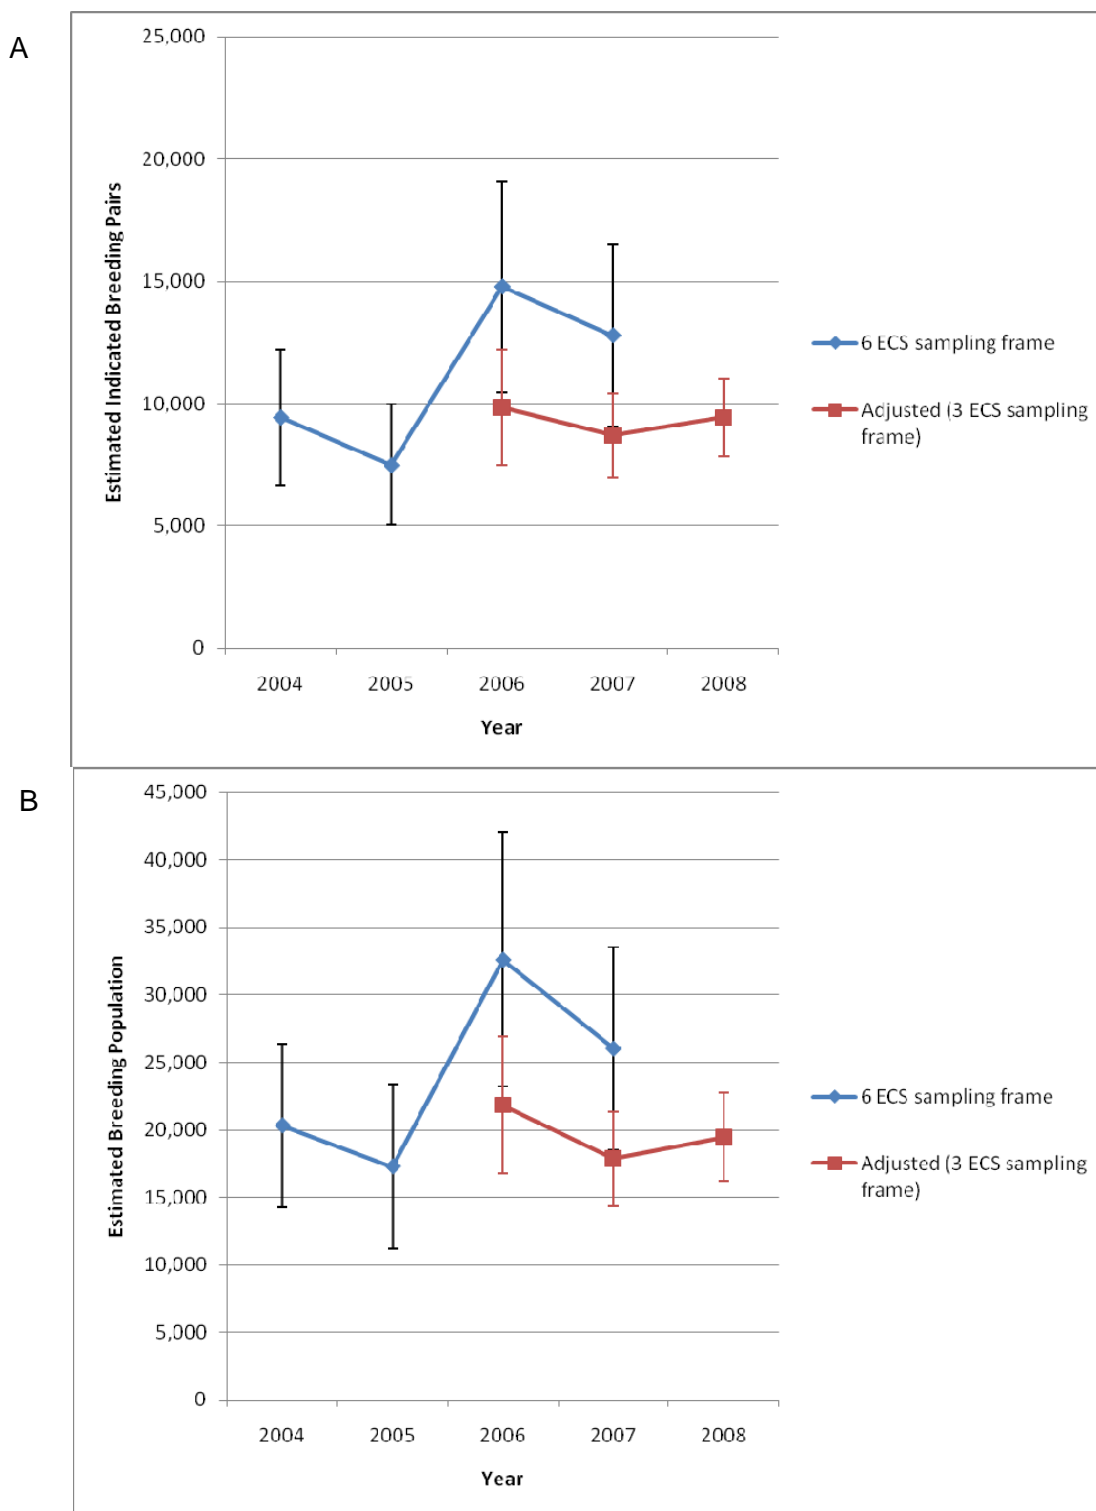 A
25,000
20,000
15,000
10,000
5,000
0
Estimated Indicated Breeding Pairs
2004 2005 2006 2007 2008
Year
6 ECS sampling frame
Adjusted (3 ECS sampling
frame)
B
45,000
40,000
35,000
30,000
25,000
20,000
15,000
10,000
5,000
0
Estimated Breeding Population
2004 2005 2006 2007 2008
Year
6 ECS sampling frame
Adjusted (3 ECS sampling
frame)